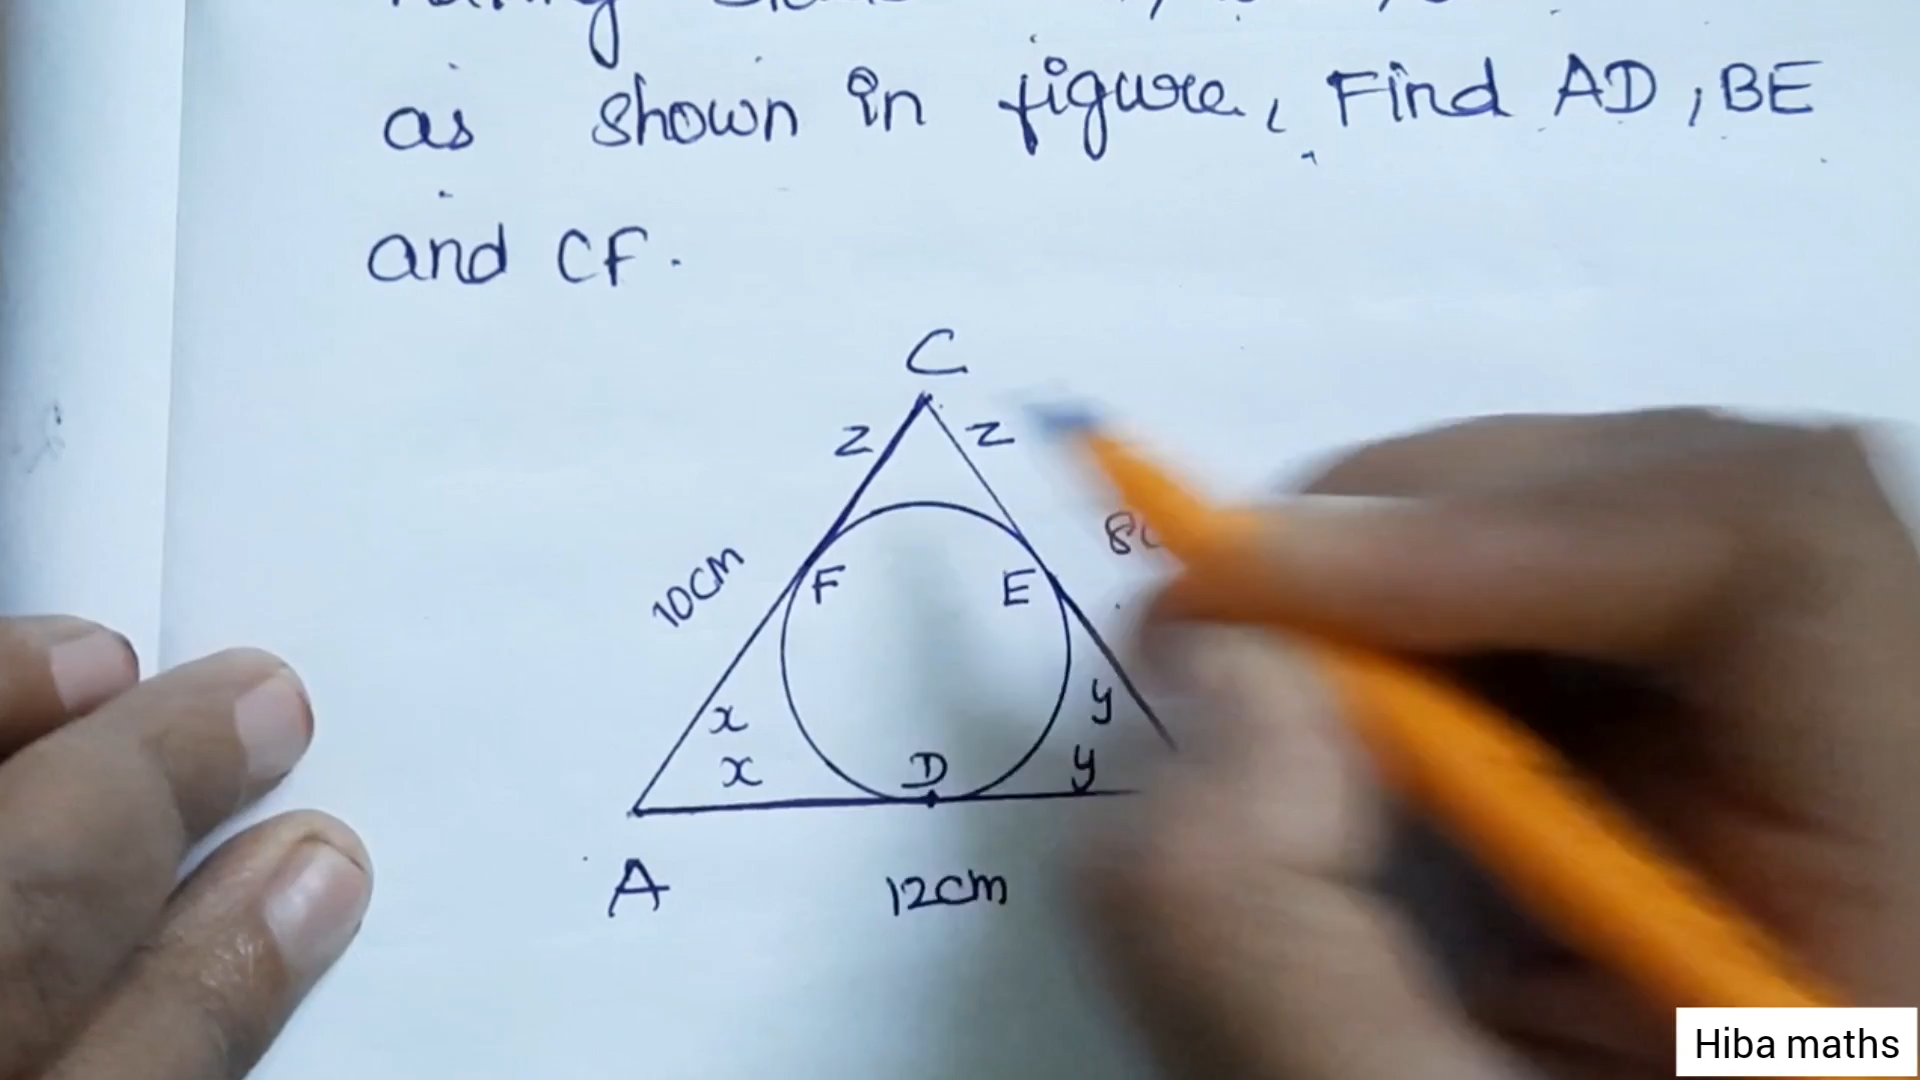 as shown in figure, Find AD, BE
and CF.
C
z z
10cm
F E
x y
x D y
A 12cm
Hiba maths